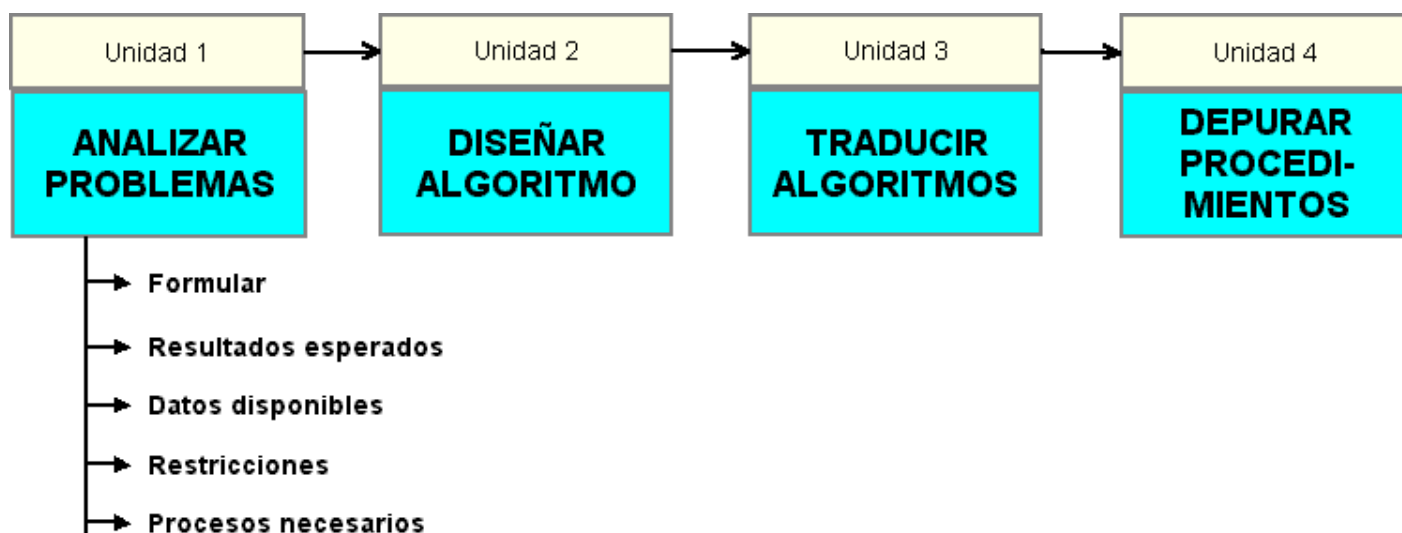 Unidad 1
Unidad 2
Unidad 3
Unidad 4
ANALIZAR
PROBLEMAS
DISEÑAR
ALGORITMO
TRADUCIR
ALGORITMOS
DEPURAR
PROCEDI-
MIENTOS
Formular
Resultados esperados
Datos disponibles
Restricciones
Procesos necesarios